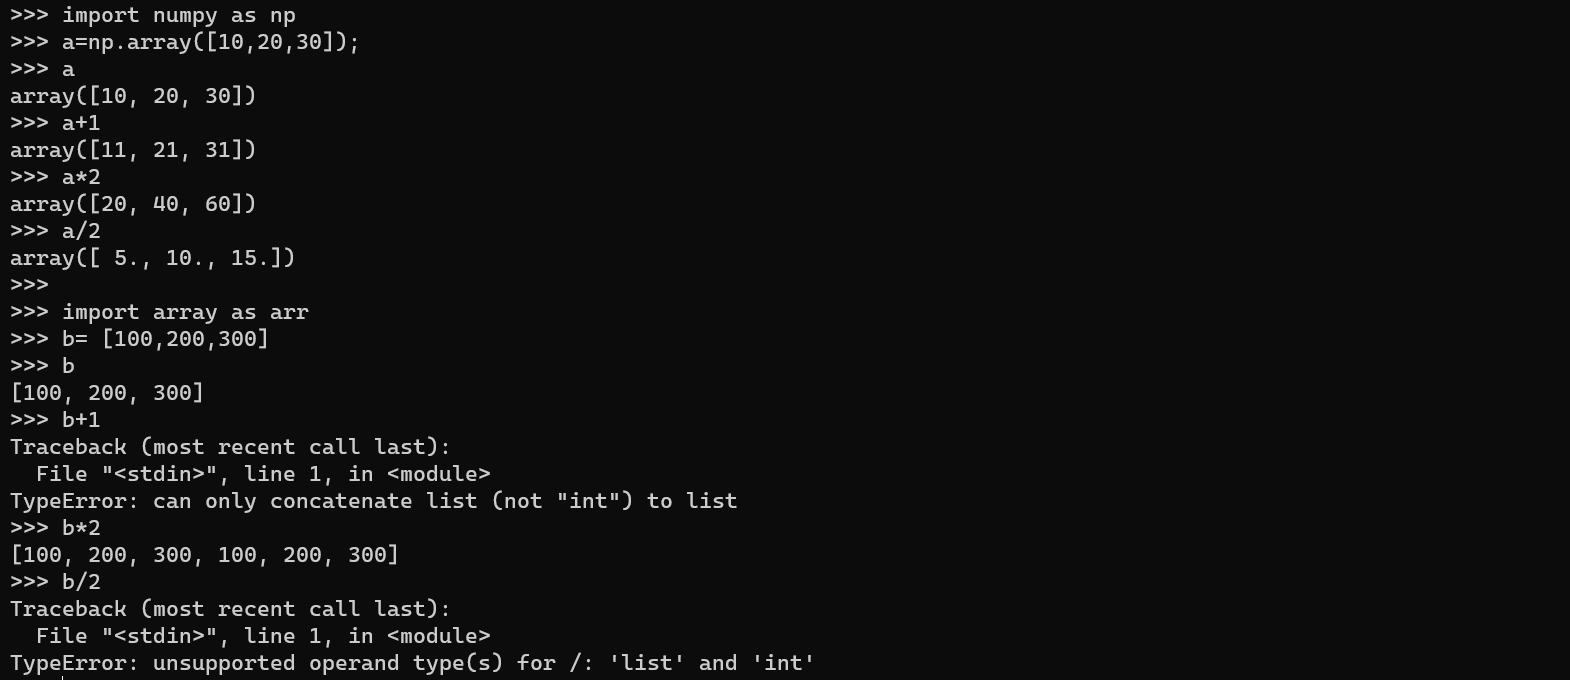 >>> import numpy as np
>>> a=np.array([10,20,30]);
>>> a
array([10, 20, 30])
>>> a+1
array([11, 21, 31])
>>> a*2
array([20, 40, 60])
>>> a/2
array([ 5., 10., 15.])
>>>
>>> import array as arr
>>> b= [100,200,300]
>>> b
[100, 200, 300]
>>> b+1
Traceback (most recent call last):
  File "<stdin>", line 1, in <module>
TypeError: can only concatenate list (not "int") to list
>>> b*2
[100, 200, 300, 100, 200, 300]
>>> b/2
Traceback (most recent call last):
  File "<stdin>", line 1, in <module>
TypeError: unsupported operand type(s) for /: 'list' and 'int'